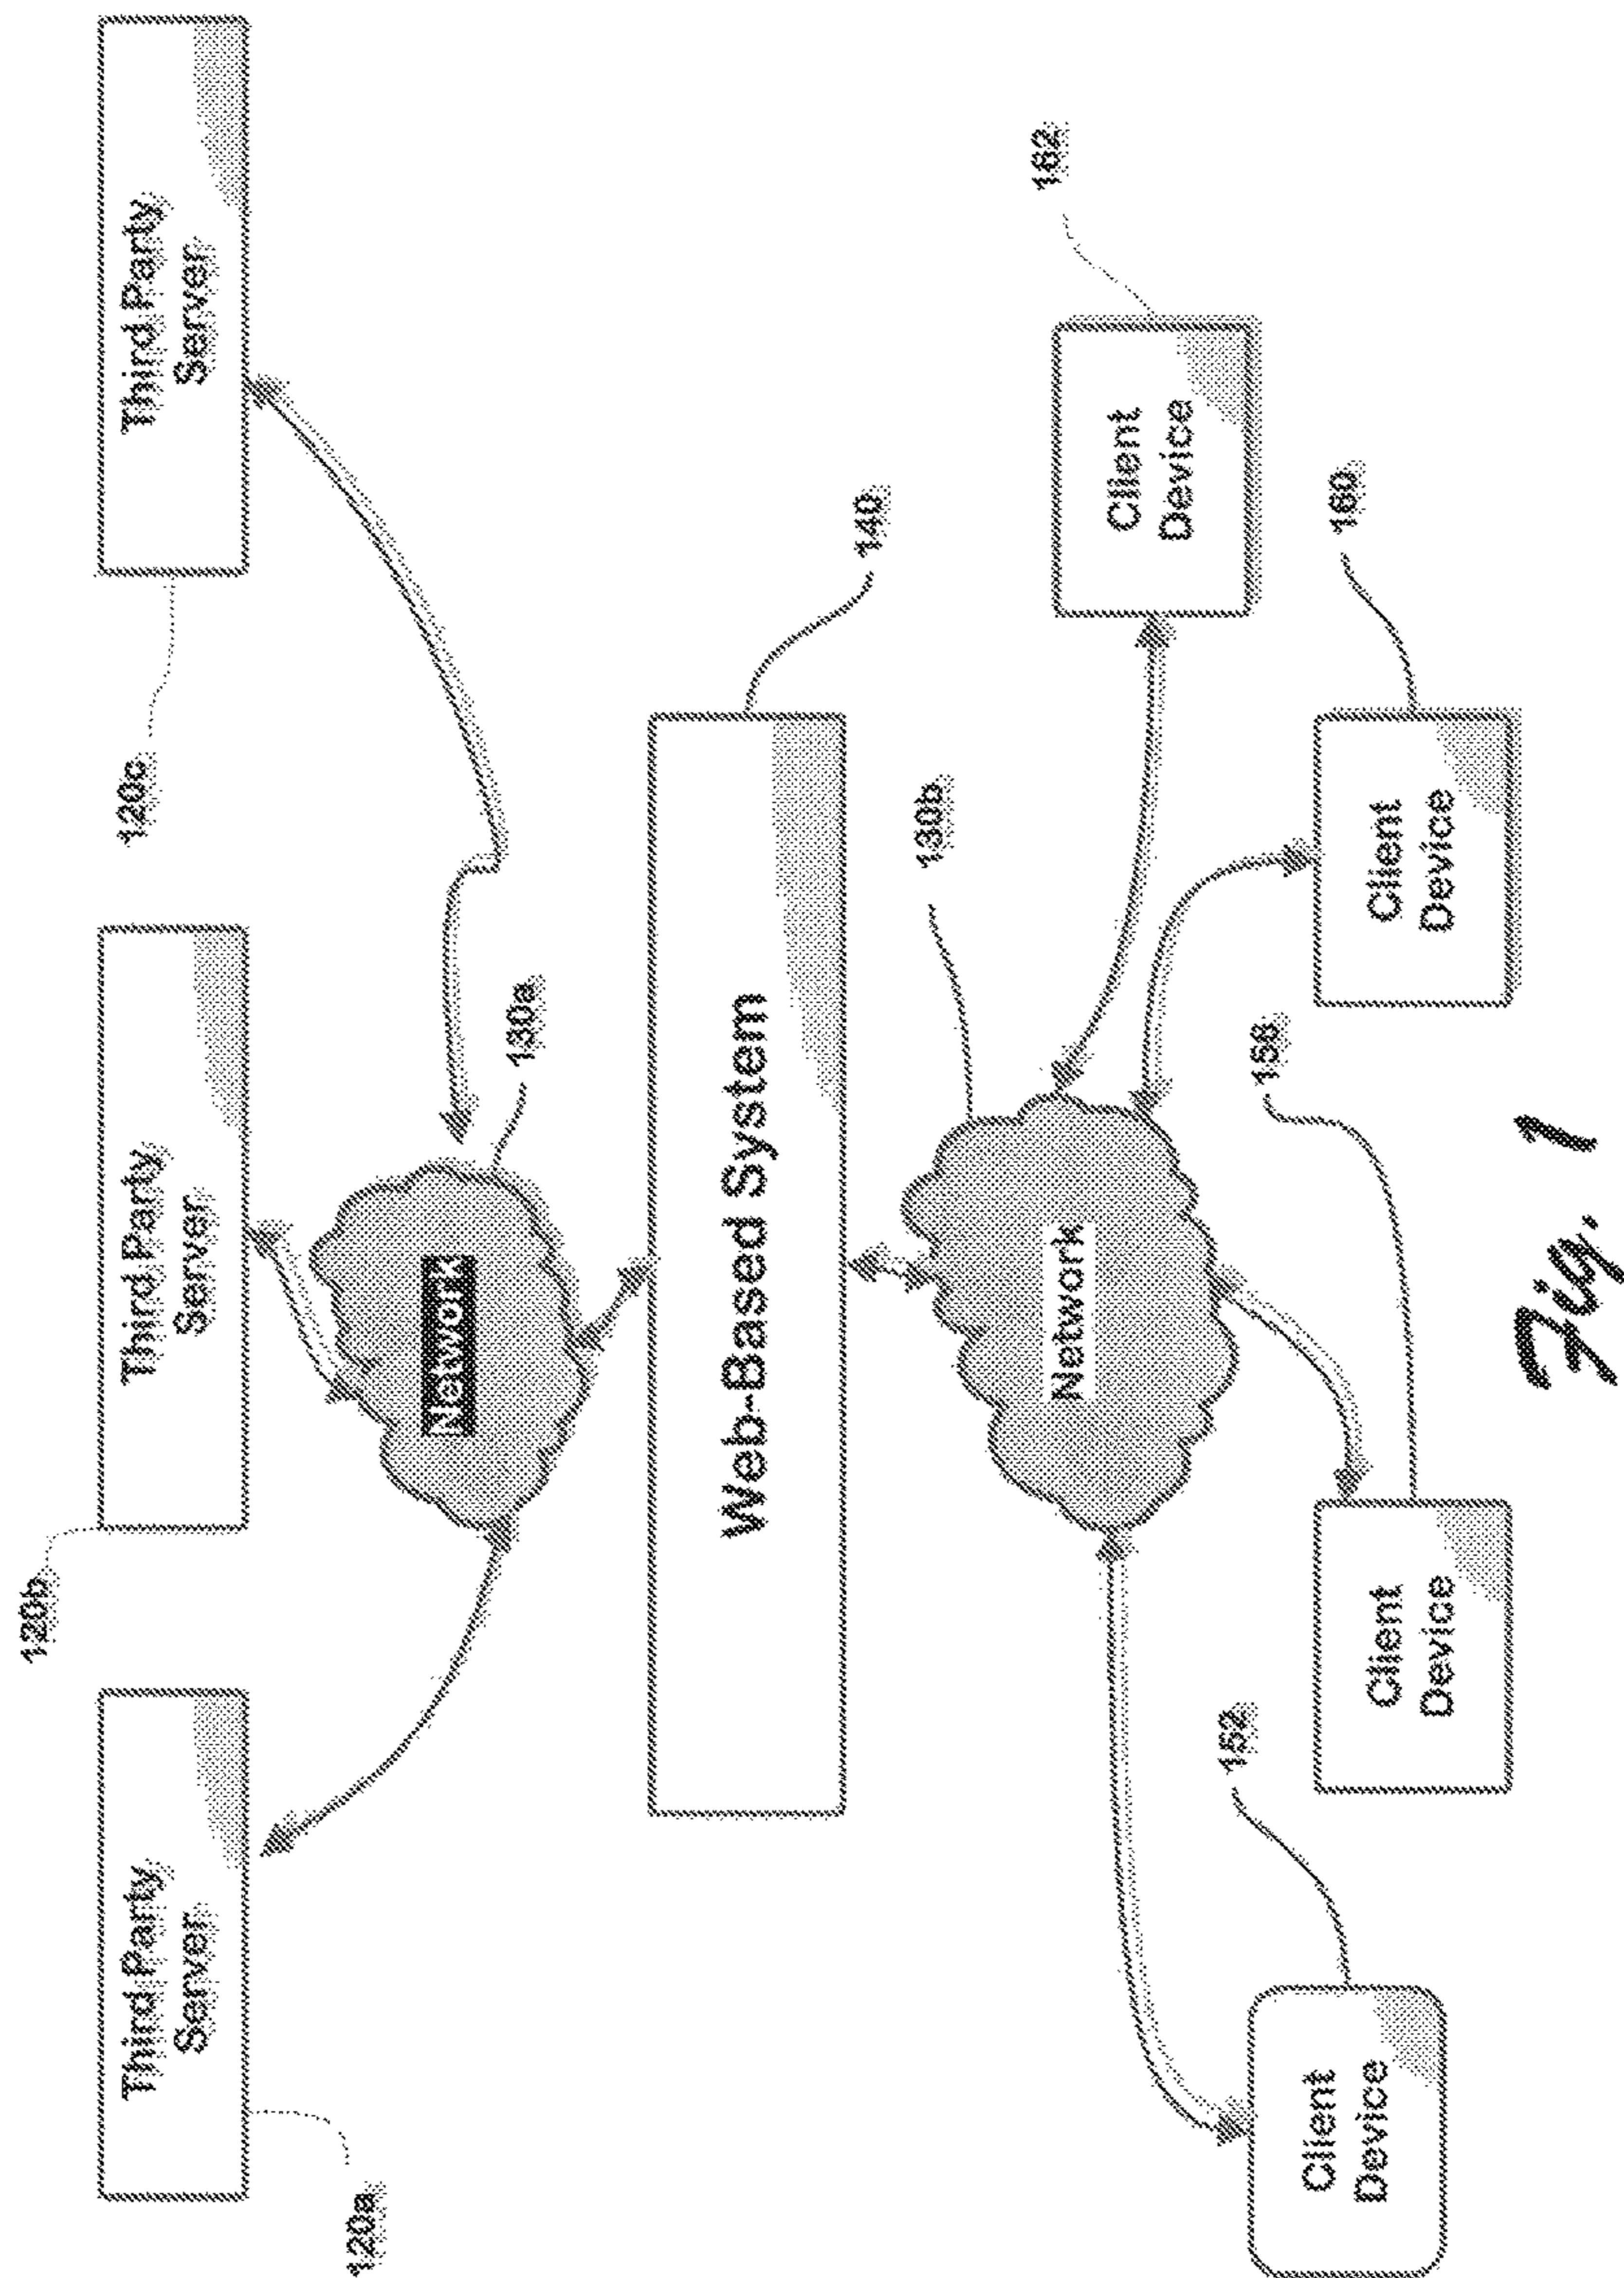 120b
Third Party
Server
Third Party
Server
Third Party
Server
120c
120a
Network
130a
Web-Based System
140
130b
Network
162
Client
Device
152
160
Client
Device
Client
Device
Client
Device
Fig. 1